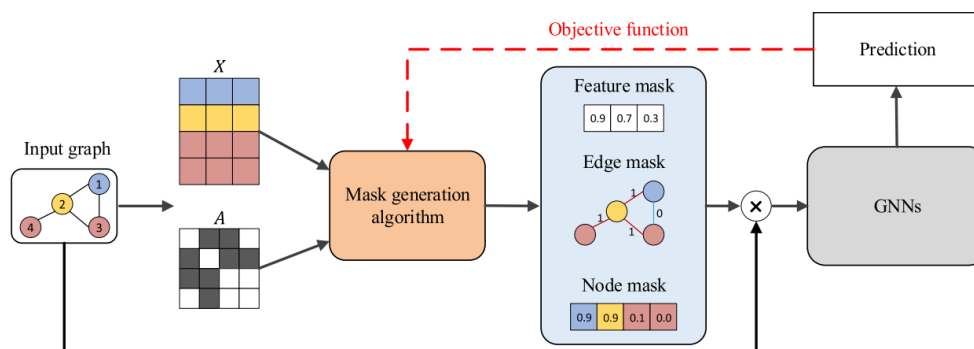 Objective function
Prediction
X
Feature mask
0.9 0.7 0.3
Input graph
1
2
4
3
Mask generation
algorithm
Edge mask
1
0
1
1
×
GNNs
A
Node mask
0.9 0.9 0.1 0.0